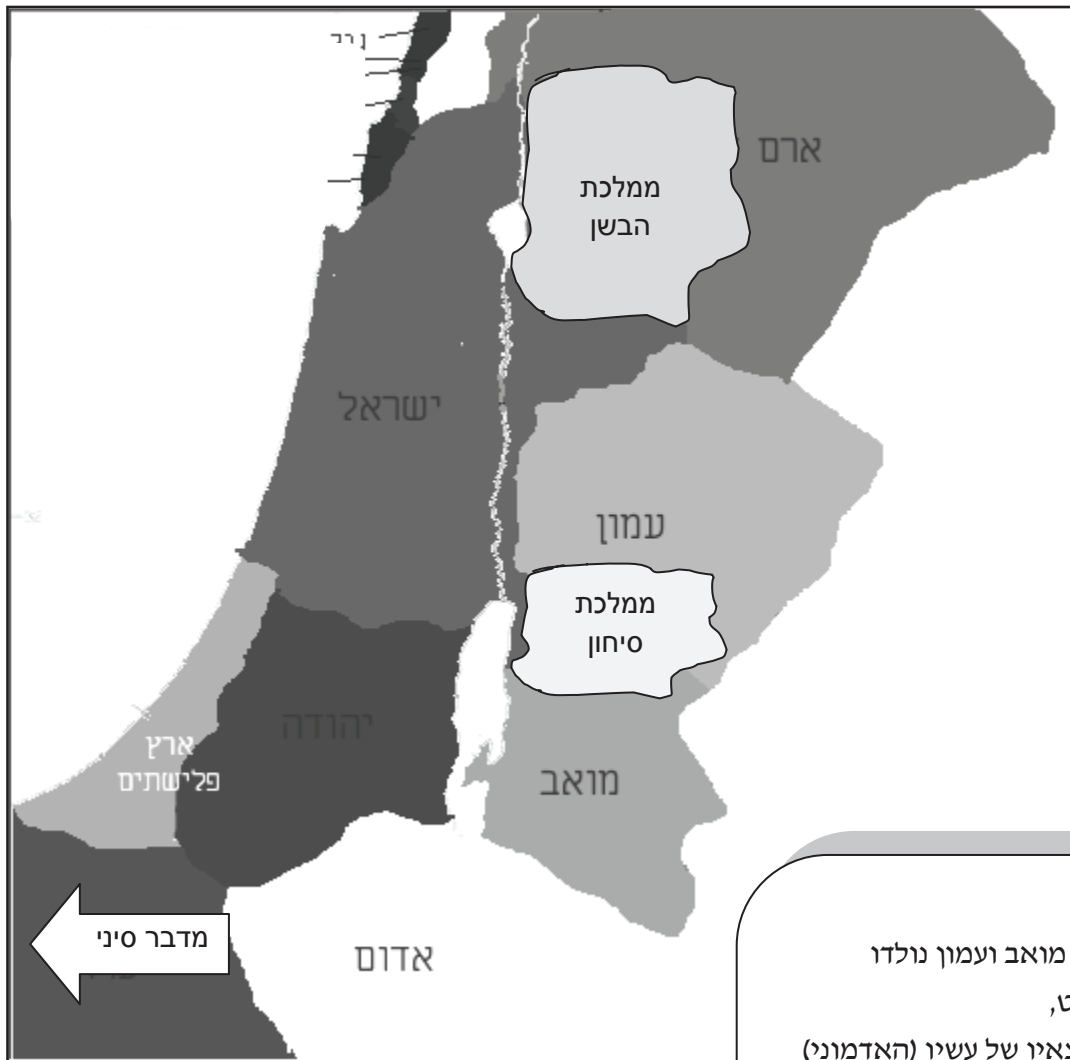 ארם
ממלכת
הבשן
ישראל
עמון
ממלכת
סיחון
יהודה
ארץ
פלישתים
מואב
מדבר סיני
אדום
מואב ועמון נולדו
של עשיו (האדמוני)